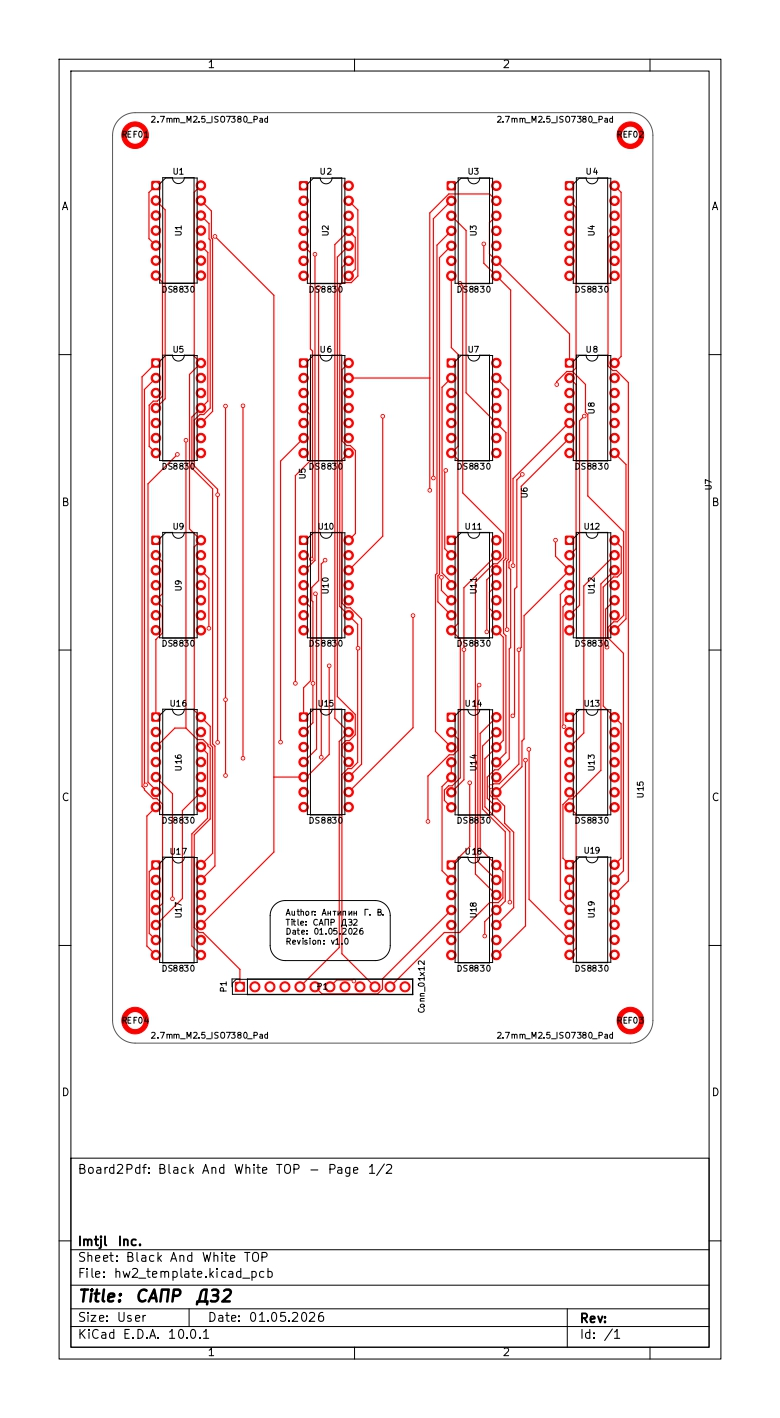 1 2
2.7mm_M2.5_ISO7380_Pad 2.7mm_M2.5_ISO7380_Pad
REF01 REF02
U1 U2 U3 U4
A A
U1 U2 U3 U4
DS8830 DS8830 DS8830 DS8830
U5 U6 U7 U8
U8
DS8830 DS8830 DS8830 DS8830
U5 U6 U7
B B
U9 U10 U11 U12
U9 U10 U11 U12
DS8830 DS8830 DS8830 DS8830
U16 U15 U14 U13
U16 U14 U13
U15
C C
DS8830 DS8830 DS8830 DS8830
U17 U18 U19
U17 U18 U19
Author: Антипин Г. В.
Title: САПР ДЗ2
Date: 01.05.2026
Revision: v1.0
DS8830 DS8830 DS8830
P1 P1 Conn_01x12
REF04 REF03
2.7mm_M2.5_ISO7380_Pad 2.7mm_M2.5_ISO7380_Pad
D D
Board2Pdf: Black And White TOP – Page 1/2
Imtjl Inc.
Sheet: Black And White TOP
File: hw2_template.kicad_pcb
Title: САПР ДЗ2
Size: User Date: 01.05.2026 Rev:
KiCad E.D.A. 10.0.1 Id: /1
1 2